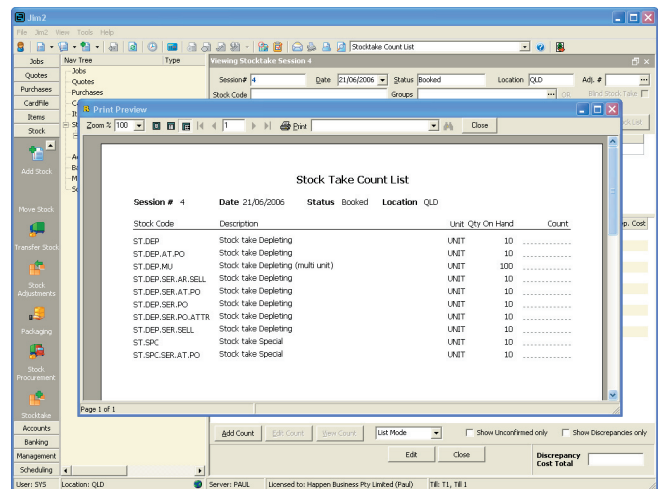 Jim2
File Jim2 View Tools Help
Stocktake Count List
Jobs
Quotes
Purchases
CardFile
Items
Stock
Add Stock
Move Stock
Transfer Stock
Stock Adjustments
Packaging
Stock Procurement
Stocktake
Accounts
Banking
Management
Scheduling
Nav Tree Type
Jobs
Quotes
Purchases
Viewing Stocktake Session 4
Session# 4 Date 21/06/2006 Status Booked Location QLD Adj. #
Stock Code Groups OR Blind Stock Take
Print Preview
Zoom % 100 1 Print Close
Stock Take Count List
Session # 4 Date 21/06/2006 Status Booked Location QLD
Stock Code Description Unit Qty On Hand Count
ST.DEP Stock take Depleting UNIT 10
ST.DEP.AT.PO Stock take Depleting UNIT 10
ST.DEP.MU Stock take Depleting (multi unit) UNIT 100
ST.DEP.SER.AR.SELL Stock take Depleting UNIT 10
ST.DEP.SER.AT.PO Stock take Depleting UNIT 10
ST.DEP.SER.PO Stock take Depleting UNIT 10
ST.DEP.SER.PO.ATTR Stock take Depleting UNIT 10
ST.DEP.SER.SELL Stock take Depleting UNIT 10
ST.SPC Stock take Special UNIT 10
ST.SPC.SER.AT.PO Stock take Special UNIT 10
Page 1 of 1
p. Cost
Add Count Edit Count View Count List Mode Show Unconfirmed only Show Discrepancies only
Edit Close Discrepancy Cost Total
User: SYS Location: QLD Server: PAUL Licensed to: Happen Business Pty Limited (Paul) Till: T1, Till 1